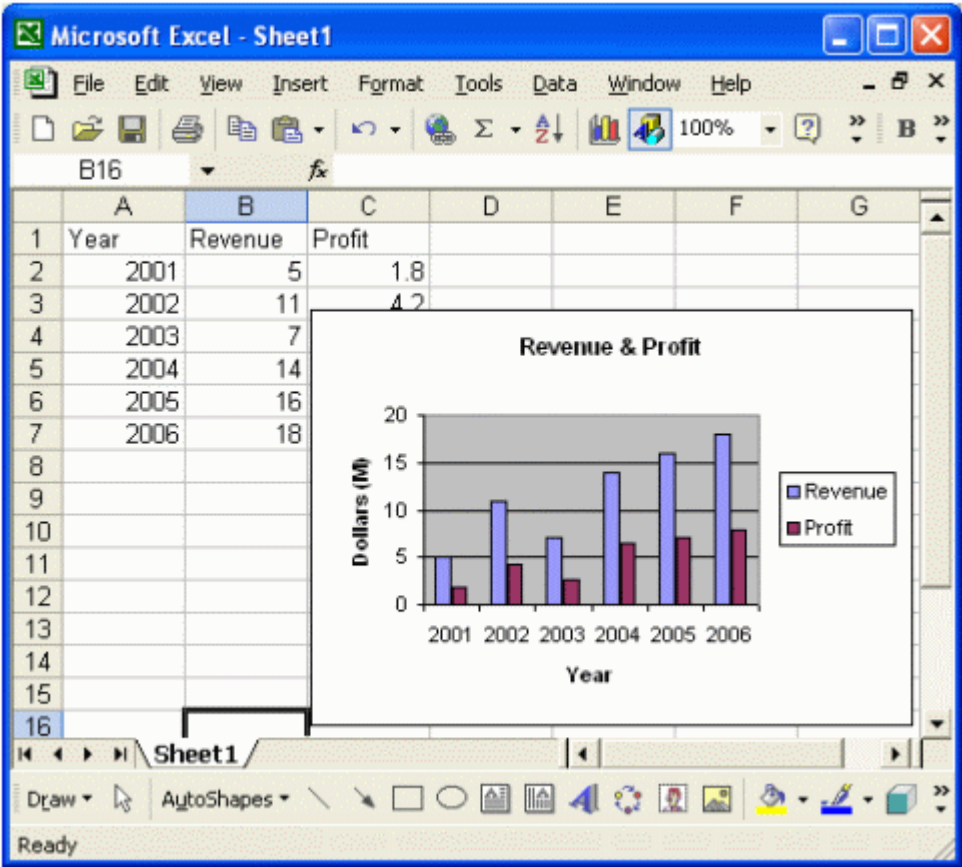 Microsoft Excel - Sheet1
File Edit View Insert Format Tools Data Window Help
Σ A Z 100% ? » B »
B16 fx
A B C D E F G
1 Year Revenue Profit
2 2001 5 1.8
3 2002 11 4.2
4 2003 7
5 2004 14
6 2005 16
7 2006 18
8
9
10
11
12
13
14
15
16
Revenue & Profit
20
15
10
5
0
Dollars (M)
2001 2002 2003 2004 2005 2006
Year
Revenue
Profit
Sheet1
Draw AutoShapes A »
Ready